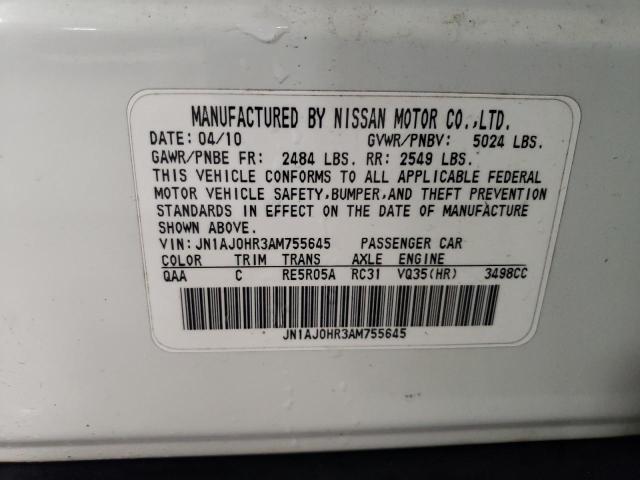 MANUFACTURED BY NISSAN MOTOR CO.,LTD.
DATE: 04/10 GVWR/PNBV: 5024 LBS.
GAWR/PNBE FR: 2484 LBS. RR: 2549 LBS.
THIS VEHICLE CONFORMS TO ALL APPLICABLE FEDERAL
MOTOR VEHICLE SAFETY,BUMPER,AND THEFT PREVENTION
STANDARDS IN EFFECT ON THE DATE OF MANUFACTURE
SHOWN ABOVE.
VIN: JN1AJ0HR3AM755645 PASSENGER CAR
COLOR TRIM TRANS AXLE ENGINE
QAA C RE5R05A RC31 VQ35(HR) 3498CC
JN1AJ0HR3AM755645